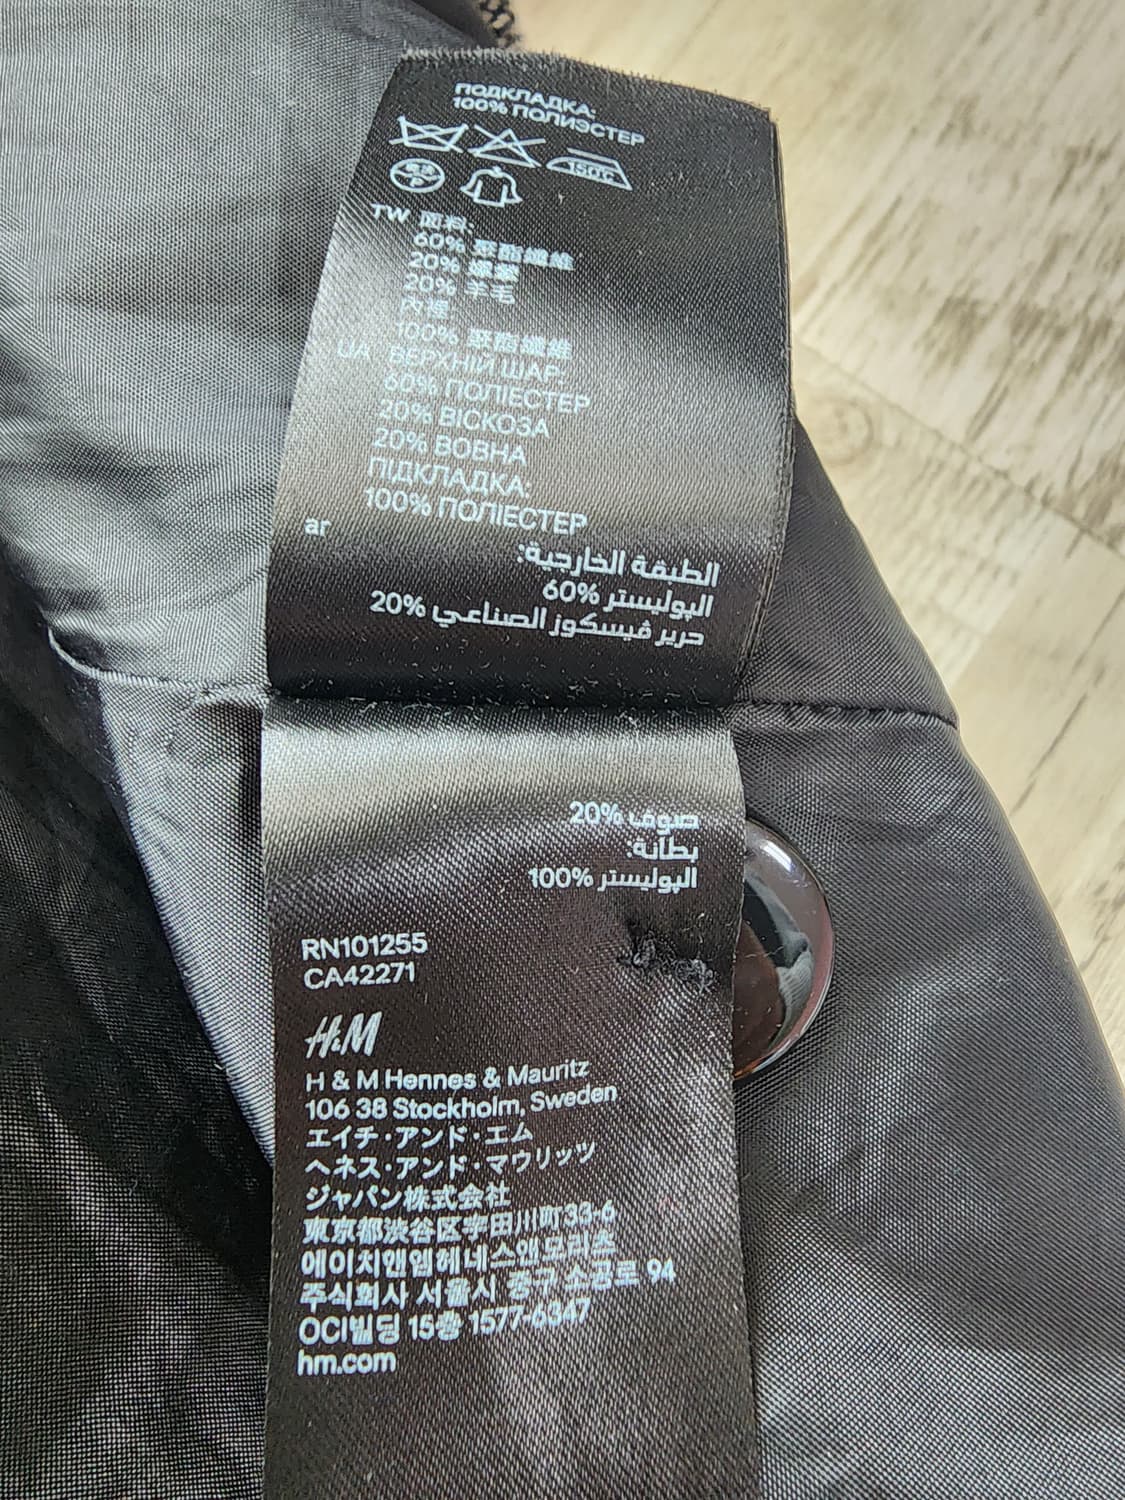 ПОДКЛАДКА:
100% ПОЛИЭСТЕР
150°C
P
TW 面料:
60% 聚酯纖維
20% 嫘縈
20% 羊毛
內裡
100% 聚酯纖維
UA ВЕРХНІЙ ШАР:
60% ПОЛІЕСТЕР
20% ВІСКОЗА
20% ВОВНА
ПІДКЛАДКА:
100% ПОЛІЕСТЕР
ar
الطبقة الخارجية:
البوليستر 60%
حرير ڤيسكوز الصناعي 20%
صوف 20%
بطانة:
البوليستر 100%
RN101255
CA42271
H&M
H & M Hennes & Mauritz
106 38 Stockholm, Sweden
エイチ・アンド・エム
ヘネス・アンド・マウリッツ
ジャパン株式会社
東京都渋谷区宇田川町33-6
에이치앤엠헤네스앤모리츠
주식회사 서울시 중구 소공로 94
OCI빌딩 15층 1577-6347
hm.com